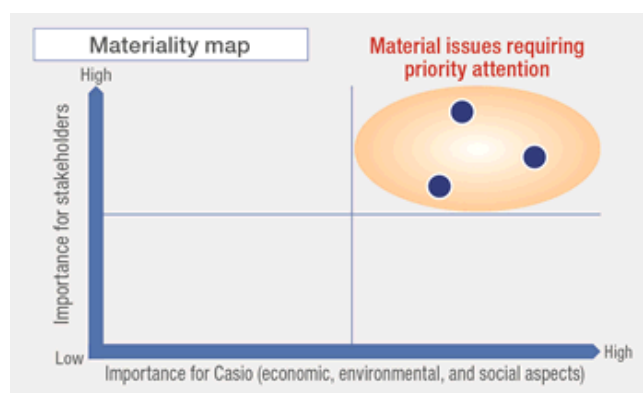 Materiality map
Material issues requiring
priority attention
High
Importance for stakeholders
Low
High
Importance for Casio (economic, environmental, and social aspects)